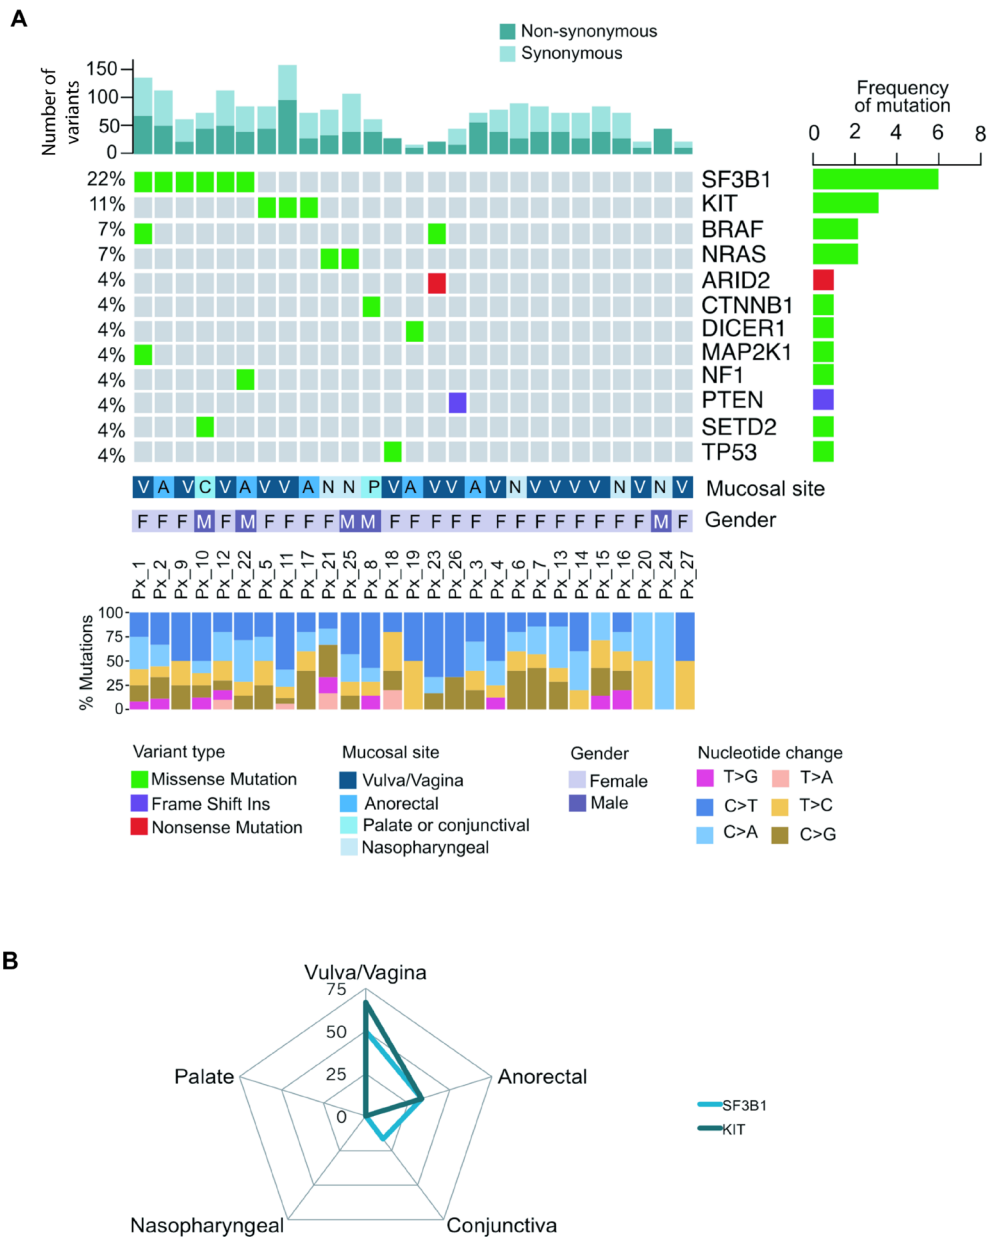 A
Non-synonymous
Synonymous
Number of
variants
150
100
50
0
Frequency
of mutation
0 2 4 6 8
22% SF3B1
11% KIT
7% BRAF
7% NRAS
4% ARID2
4% CTNNB1
4% DICER1
4% MAP2K1
4% NF1
4% PTEN
4% SETD2
4% TP53
V A V C V A V V A N N P V A V V A V N V V V V N V N V Mucosal site
F F F M F M F F F F M M F F F F F F F F F F F F F M F Gender
Px_1 Px_2 Px_9 Px_10 Px_12 Px_22 Px_5 Px_11 Px_17 Px_21 Px_25 Px_8 Px_18 Px_19 Px_23 Px_26 Px_3 Px_4 Px_6 Px_7 Px_13 Px_14 Px_15 Px_16 Px_20 Px_24 Px_27
% Mutations
100
75
50
25
0
Variant type
Missense Mutation
Frame Shift Ins
Nonsense Mutation
Mucosal site
Vulva/Vagina
Anorectal
Palate or conjunctival
Nasopharyngeal
Gender
Female
Male
Nucleotide change
T>G T>A
C>T T>C
C>A C>G
B
Vulva/Vagina
75
50
25
0
Palate
Anorectal
SF3B1
KIT
Nasopharyngeal
Conjunctiva